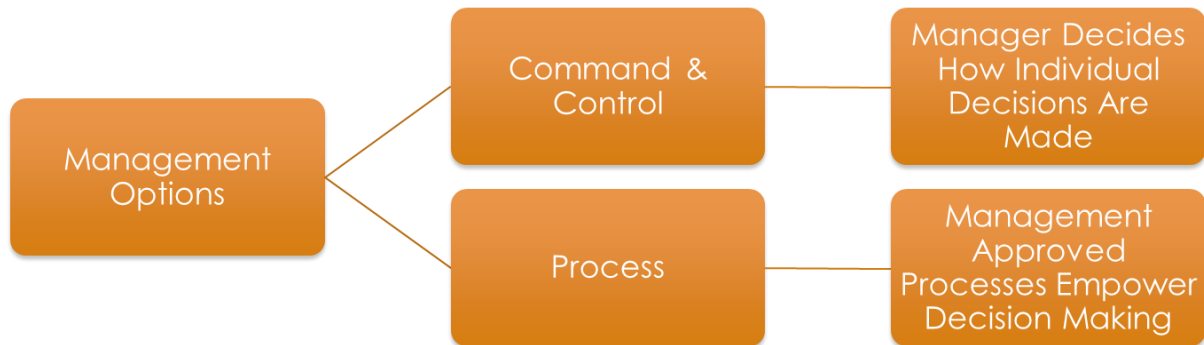 Management
Options
Command &
Control
Manager Decides
How Individual
Decisions Are
Made
Process
Management
Approved
Processes Empower
Decision Making